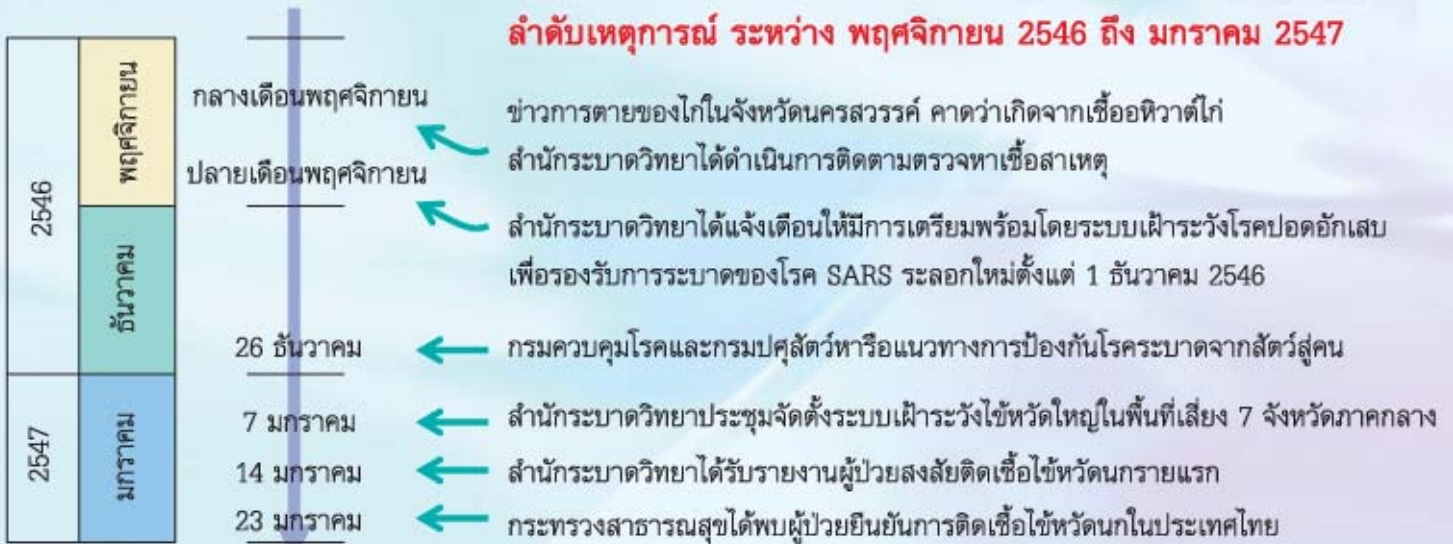 ลำดับเหตุการณ์ ระหว่าง พฤศจิกายน 2546 ถึง มกราคม 2547
2546
พฤศจิกายน
กลางเดือนพฤศจิกายน
ข่าวการตายของไก่ในจังหวัดนครสวรรค์ คาดว่าเกิดจากเชื้ออหิวาต์ไก่
สำนักระบาดวิทยาได้ดำเนินการติดตามตรวจหาเชื้อสาเหตุ
ปลายเดือนพฤศจิกายน
สำนักระบาดวิทยาได้แจ้งเตือนให้มีการเตรียมพร้อมโดยระบบเฝ้าระวังโรคปอดอักเสบ
เพื่อรองรับการระบาดของโรค SARS ระลอกใหม่ตั้งแต่ 1 ธันวาคม 2546
ธันวาคม
26 ธันวาคม
กรมควบคุมโรคและกรมปศุสัตว์หารือแนวทางการป้องกันโรคระบาดจากสัตว์สู่คน
2547
มกราคม
7 มกราคม
สำนักระบาดวิทยาประชุมจัดตั้งระบบเฝ้าระวังไข้หวัดใหญ่ในพื้นที่เสี่ยง 7 จังหวัดภาคกลาง
14 มกราคม
สำนักระบาดวิทยาได้รับรายงานผู้ป่วยสงสัยติดเชื้อไข้หวัดนกรายแรก
23 มกราคม
กระทรวงสาธารณสุขได้พบผู้ป่วยยืนยันการติดเชื้อไข้หวัดนกในประเทศไทย